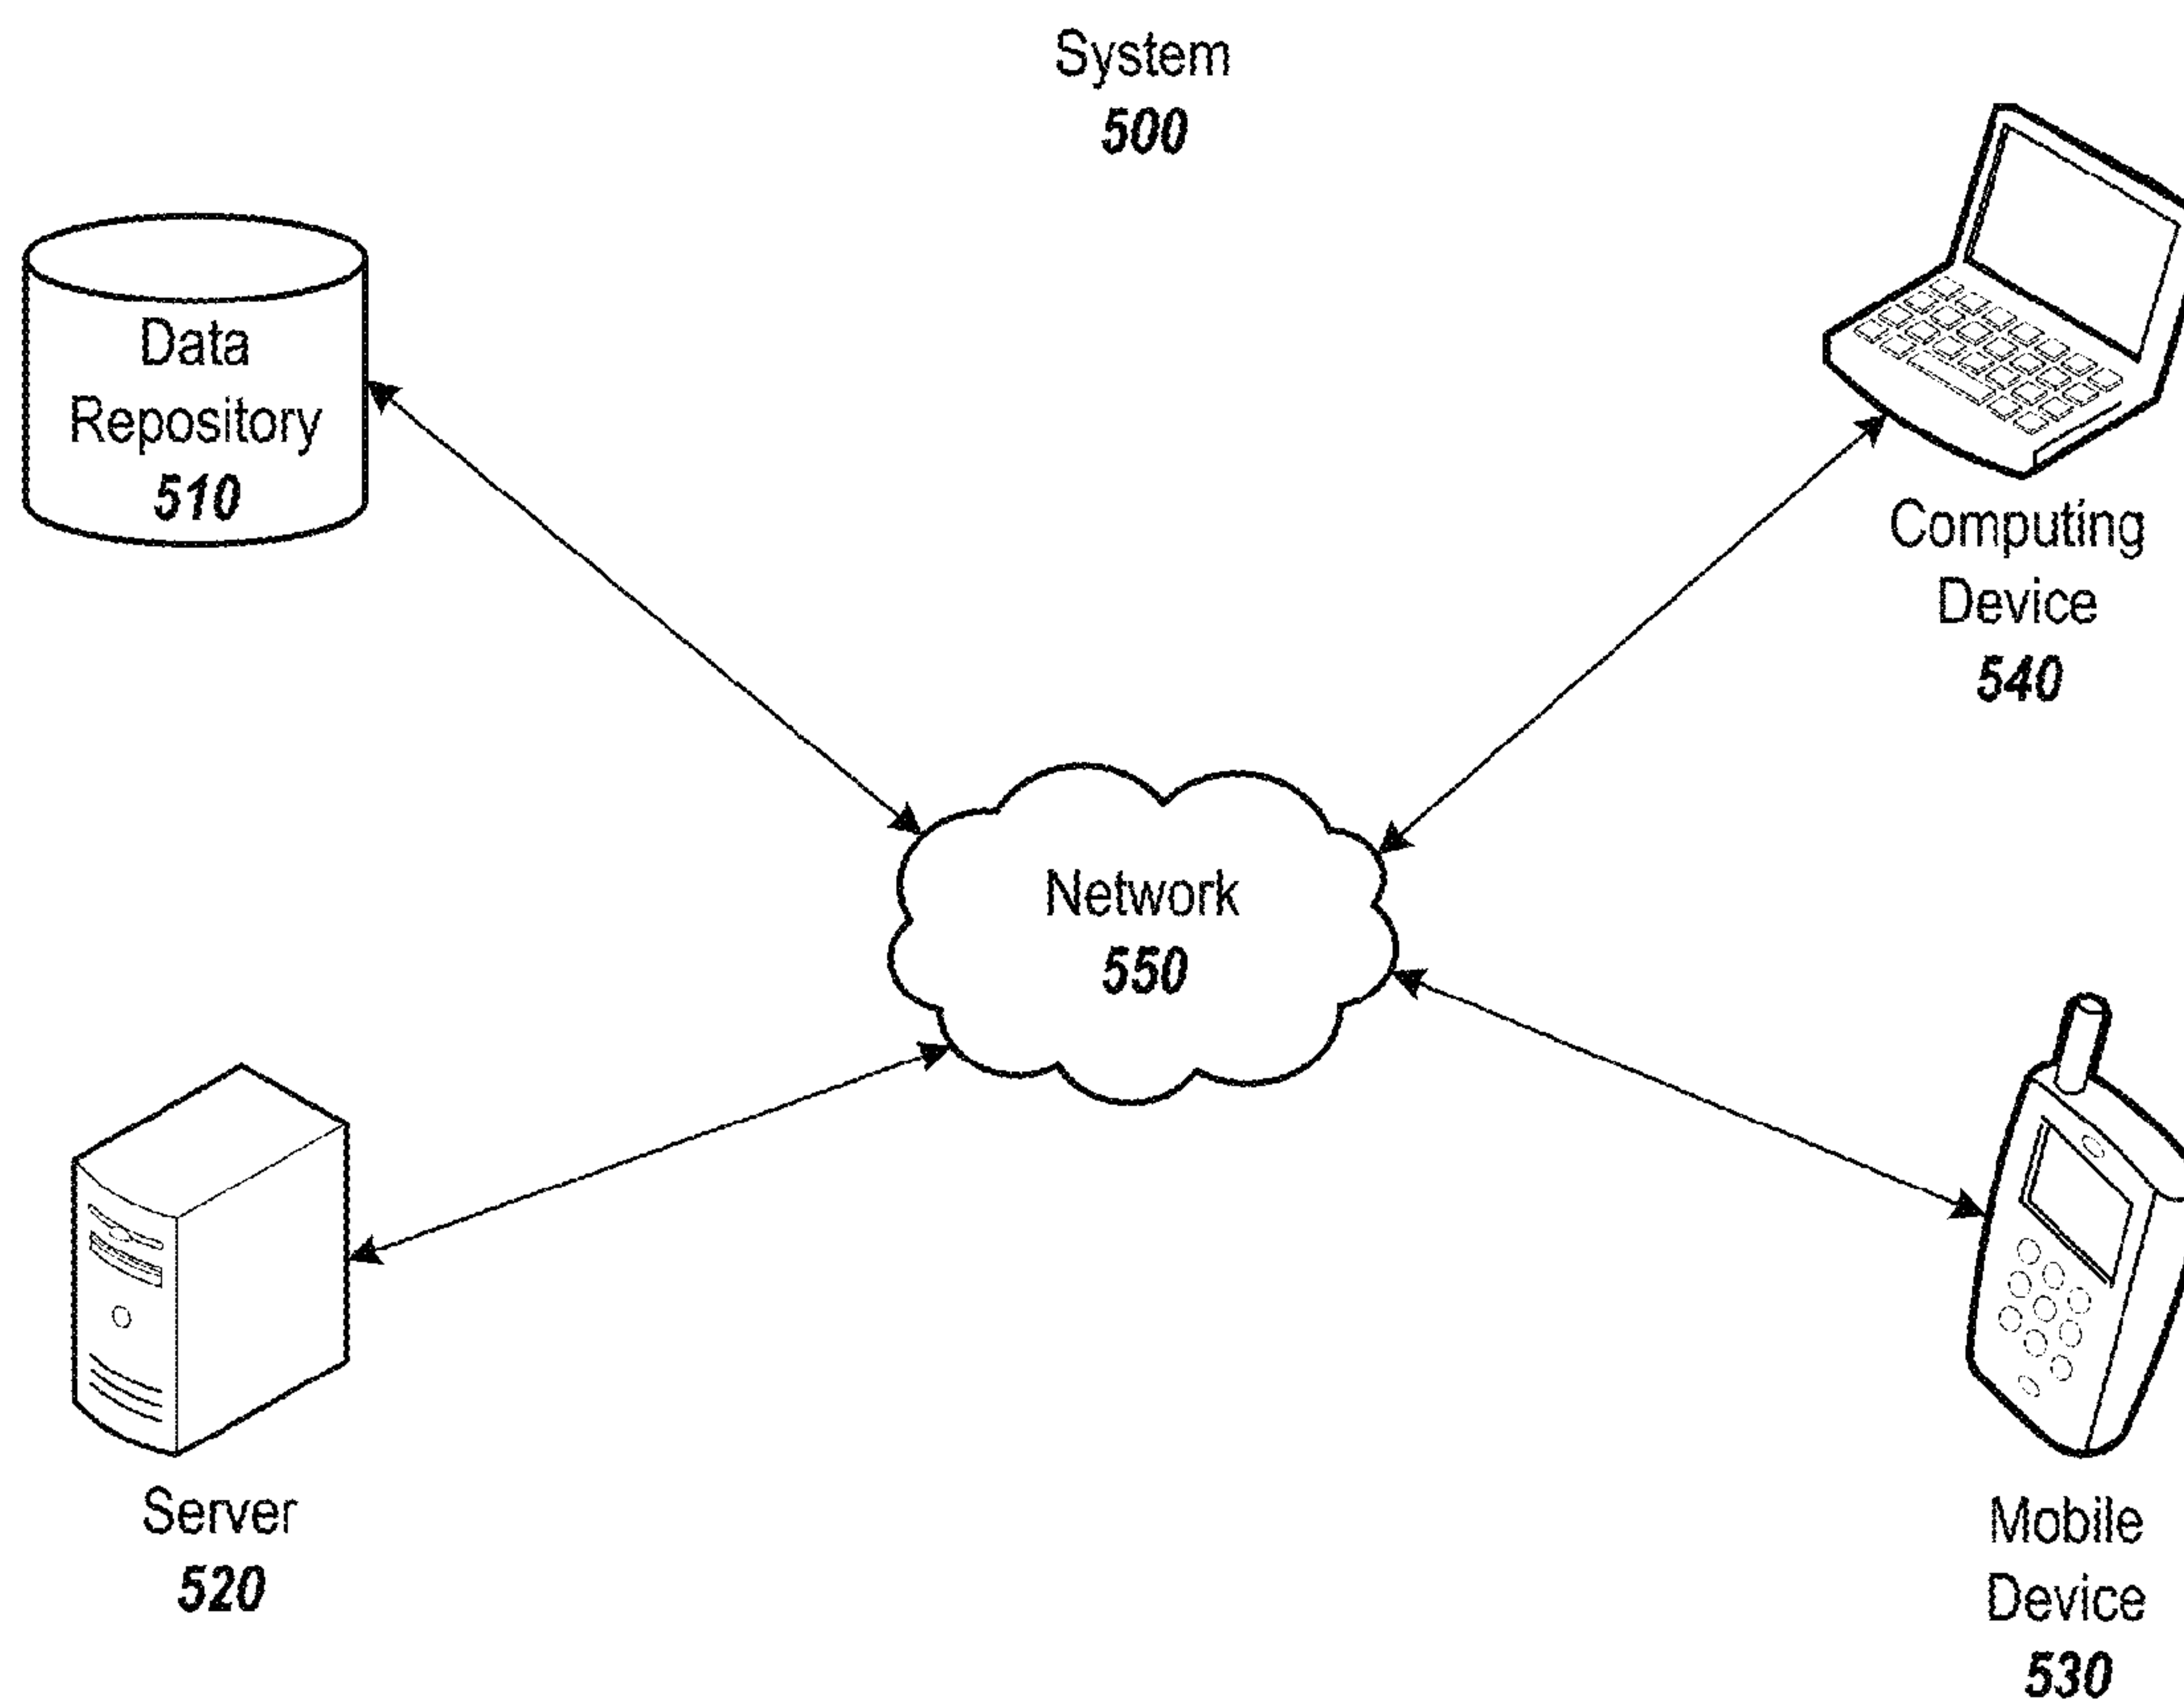 System
500
Data
Repository
510
Computing
Device
540
Network
550
Server
520
Mobile
Device
530